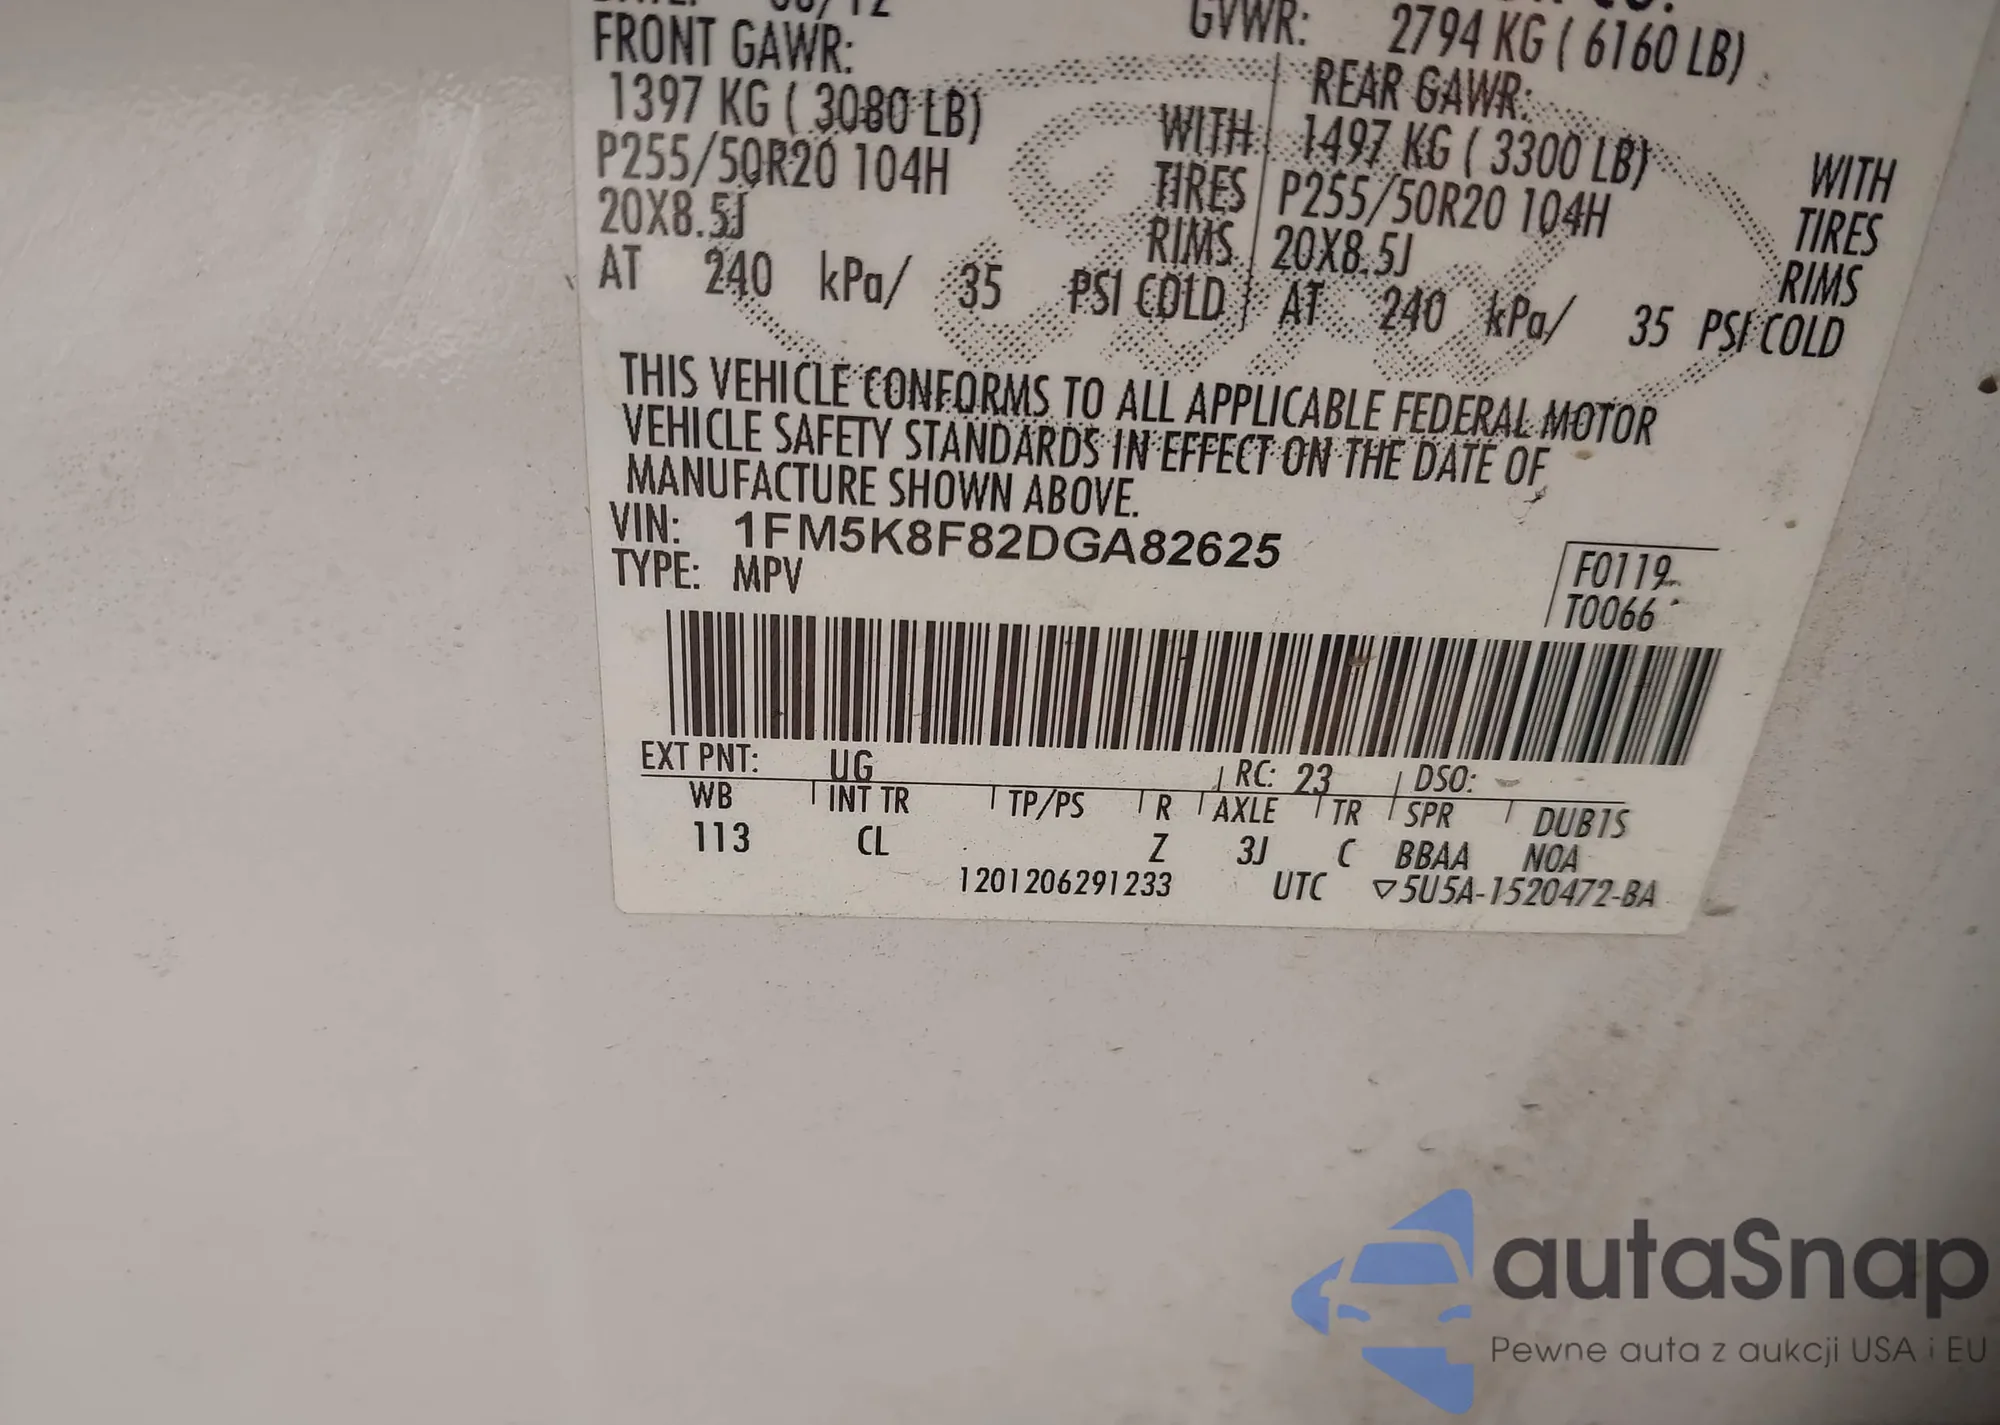 GVWR: 2794 KG ( 6160 LB)
FRONT GAWR: REAR GAWR:
1397 KG ( 3080 LB) WITH 1497 KG ( 3300 LB) WITH
P255/50R20 104H TIRES P255/50R20 104H TIRES
20X8.5J RIMS 20X8.5J RIMS
AT 240 kPa/ 35 PSI COLD AT 240 kPa/ 35 PSI COLD
THIS VEHICLE CONFORMS TO ALL APPLICABLE FEDERAL MOTOR
VEHICLE SAFETY STANDARDS IN EFFECT ON THE DATE OF
MANUFACTURE SHOWN ABOVE.
VIN: 1FM5K8F82DGA82625
TYPE: MPV
F0119
T0066
EXT PNT: UG RC: 23 DSO:
WB INT TR TP/PS R AXLE TR SPR DUB1S
113 CL Z 3J C BBAA NOA
1201206291233 UTC ▽5U5A-1520472-BA
autaSnap
Pewne auta z aukcji USA i EU